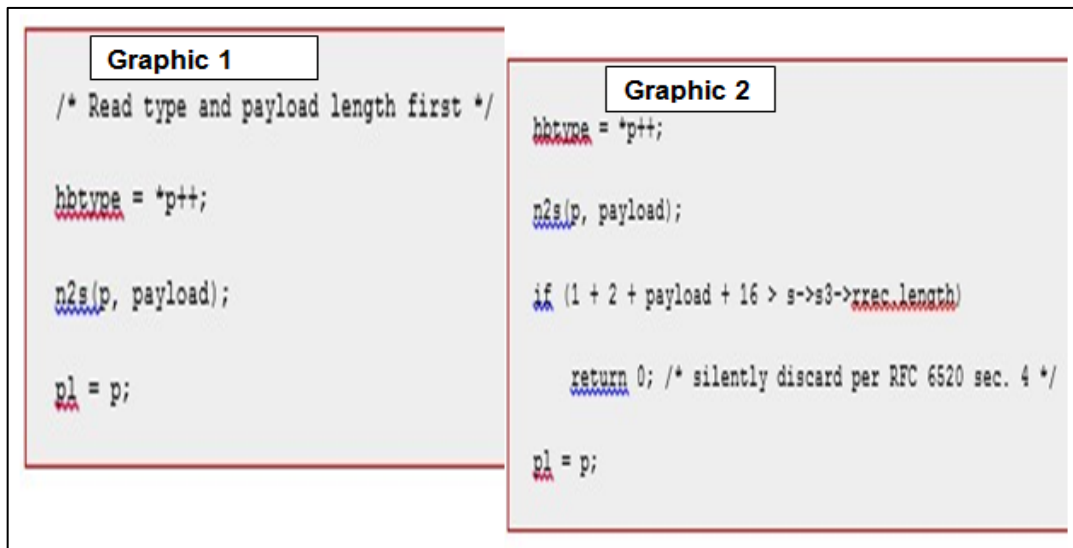 Graphic 1
/* Read type and payload length first */
hbtype = *p++;
n2s(p, payload);
pl = p;
Graphic 2
hbtype = *p++;
n2s(p, payload);
if (1 + 2 + payload + 16 > s->s3->rrec.length)
return 0; /* silently discard per RFC 6520 sec. 4 */
pl = p;